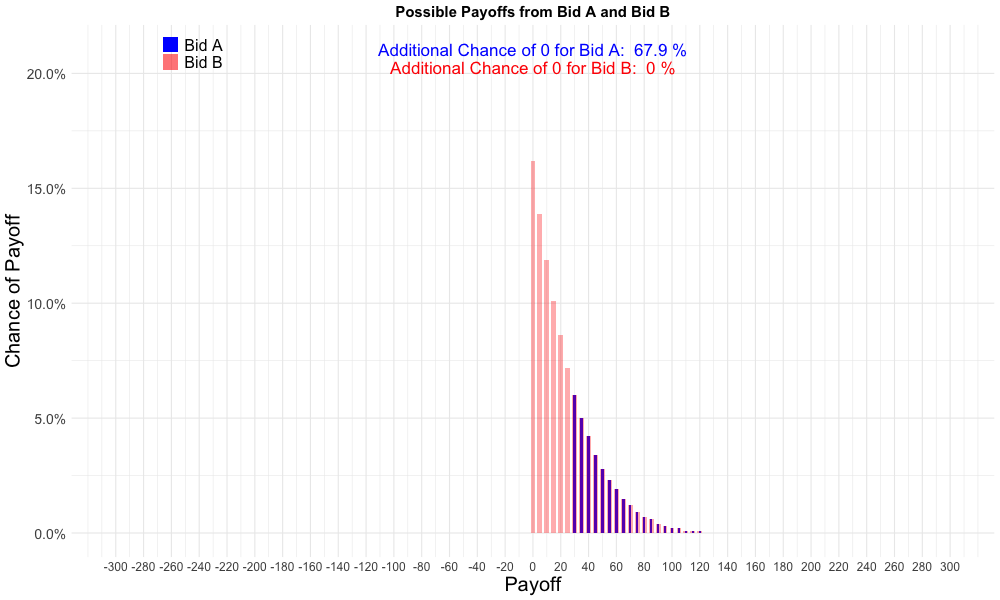 Possible Payoffs from Bid A and Bid B
Bid A
Bid B
Additional Chance of 0 for Bid A: 67.9 %
Additional Chance of 0 for Bid B: 0 %
Chance of Payoff
20.0%
15.0%
10.0%
5.0%
0.0%
-300 -280 -260 -240 -220 -200 -180 -160 -140 -120 -100 -80 -60 -40 -20 0 20 40 60 80 100 120 140 160 180 200 220 240 260 280 300
Payoff